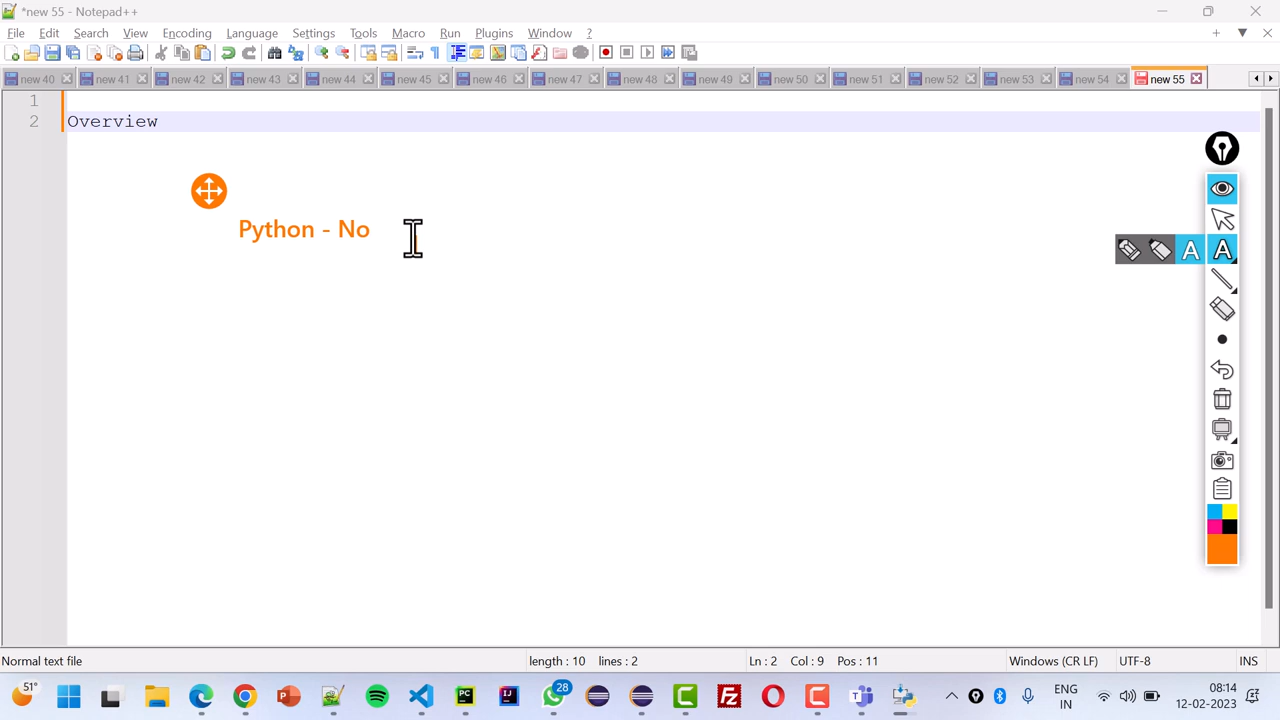 *new 55 - Notepad++
File Edit Search View Encoding Language Settings Tools Macro Run Plugins Window ?
new 40 new 41 new 42 new 43 new 44 new 45 new 46 new 47 new 48 new 49 new 50 new 51 new 52 new 53 new 54 new 55
1
2 Overview
Python - No
A A
Normal text file length : 10 lines : 2 Ln : 2 Col : 9 Pos : 11 Windows (CR LF) UTF-8 INS
51° 28 ENG 08:14
IN 12-02-2023